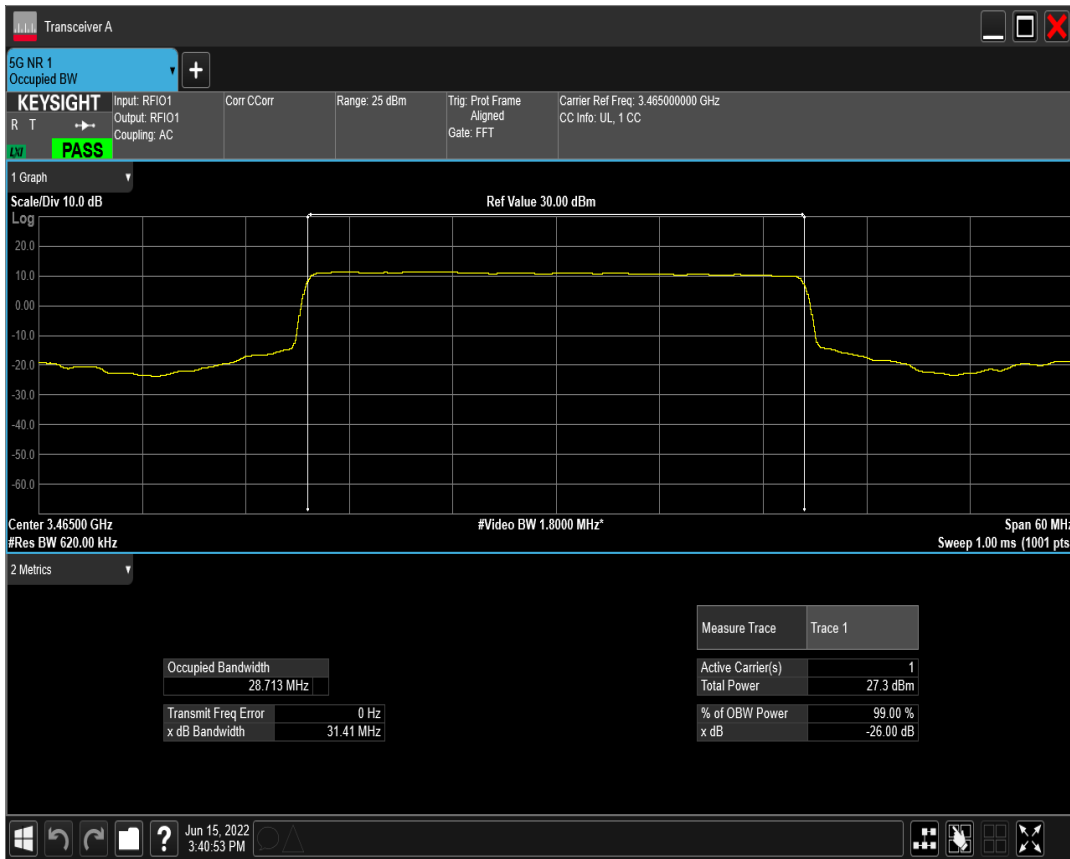 Transceiver A
5G NR 1
Occupied BW
+
KEYSIGHT
R T
LXI
PASS
Input: RFIO1
Output: RFIO1
Coupling: AC
Corr CCorr
Range: 25 dBm
Trig: Prot Frame
Aligned
Gate: FFT
Carrier Ref Freq: 3.465000000 GHz
CC Info: UL, 1 CC
1 Graph
Scale/Div 10.0 dB
Ref Value 30.00 dBm
Log
20.0
10.0
0.00
-10.0
-20.0
-30.0
-40.0
-50.0
-60.0
Center 3.46500 GHz
#Video BW 1.8000 MHz*
Span 60 MHz
#Res BW 620.00 kHz
Sweep 1.00 ms (1001 pts
2 Metrics
Measure Trace Trace 1
Occupied Bandwidth
28.713 MHz
Active Carrier(s) 1
Total Power 27.3 dBm
Transmit Freq Error 0 Hz
x dB Bandwidth 31.41 MHz
% of OBW Power 99.00 %
x dB -26.00 dB
?
Jun 15, 2022
3:40:53 PM